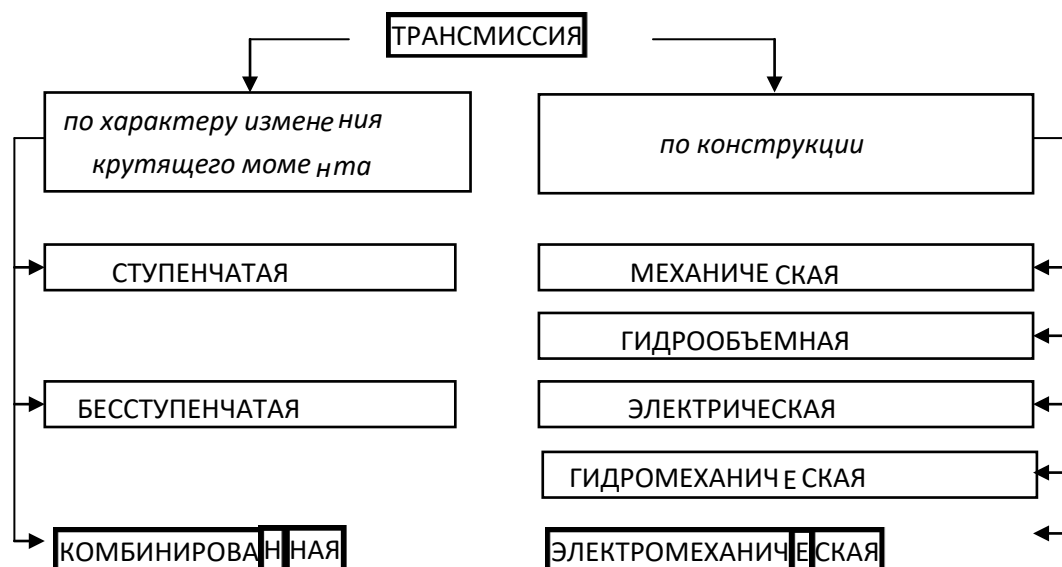 ТРАНСМИССИЯ
по характеру изменения
крутящего момента
по конструкции
СТУПЕНЧАТАЯ
МЕХАНИЧЕСКАЯ
ГИДРООБЪЕМНАЯ
БЕССТУПЕНЧАТАЯ
ЭЛЕКТРИЧЕСКАЯ
ГИДРОМЕХАНИЧЕСКАЯ
КОМБИНИРОВАННАЯ
ЭЛЕКТРОМЕХАНИЧЕСКАЯ